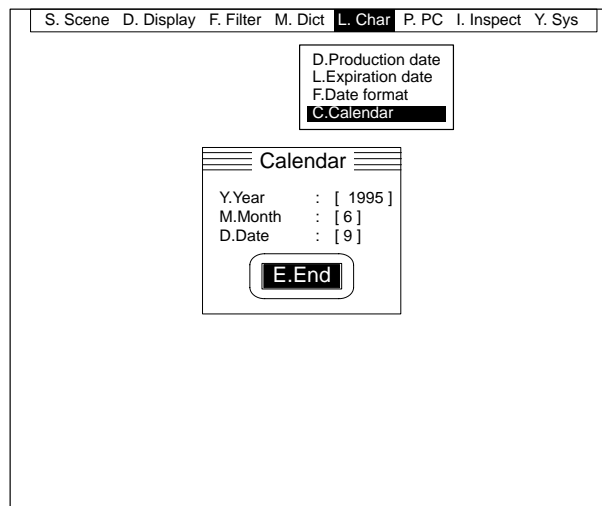 S. Scene D. Display F. Filter M. Dict L. Char P. PC I. Inspect Y. Sys
D.Production date
L.Expiration date
F.Date format
C.Calendar
Calendar
Y.Year : [ 1995 ]
M.Month : [ 6 ]
D.Date : [ 9 ]
E.End